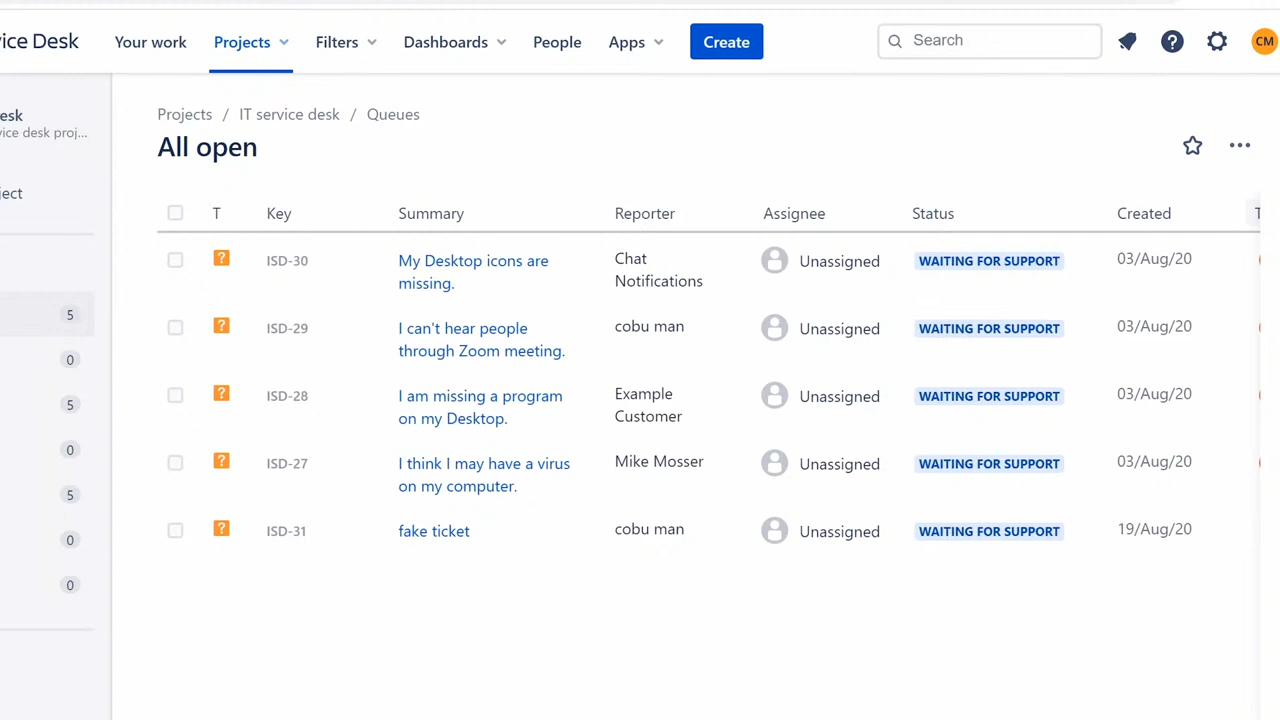 ice Desk
Your work
Projects
Filters
Dashboards
People
Apps
Create
Search
CM
esk
vice desk proj...
ject
5
0
5
0
5
0
0
Projects / IT service desk / Queues
All open
T Key Summary Reporter Assignee Status Created T
? ISD-30 My Desktop icons are Chat Unassigned WAITING FOR SUPPORT 03/Aug/20
missing. Notifications
? ISD-29 I can't hear people cobu man Unassigned WAITING FOR SUPPORT 03/Aug/20
through Zoom meeting.
? ISD-28 I am missing a program Example Unassigned WAITING FOR SUPPORT 03/Aug/20
on my Desktop. Customer
? ISD-27 I think I may have a virus Mike Mosser Unassigned WAITING FOR SUPPORT 03/Aug/20
on my computer.
? ISD-31 fake ticket cobu man Unassigned WAITING FOR SUPPORT 19/Aug/20